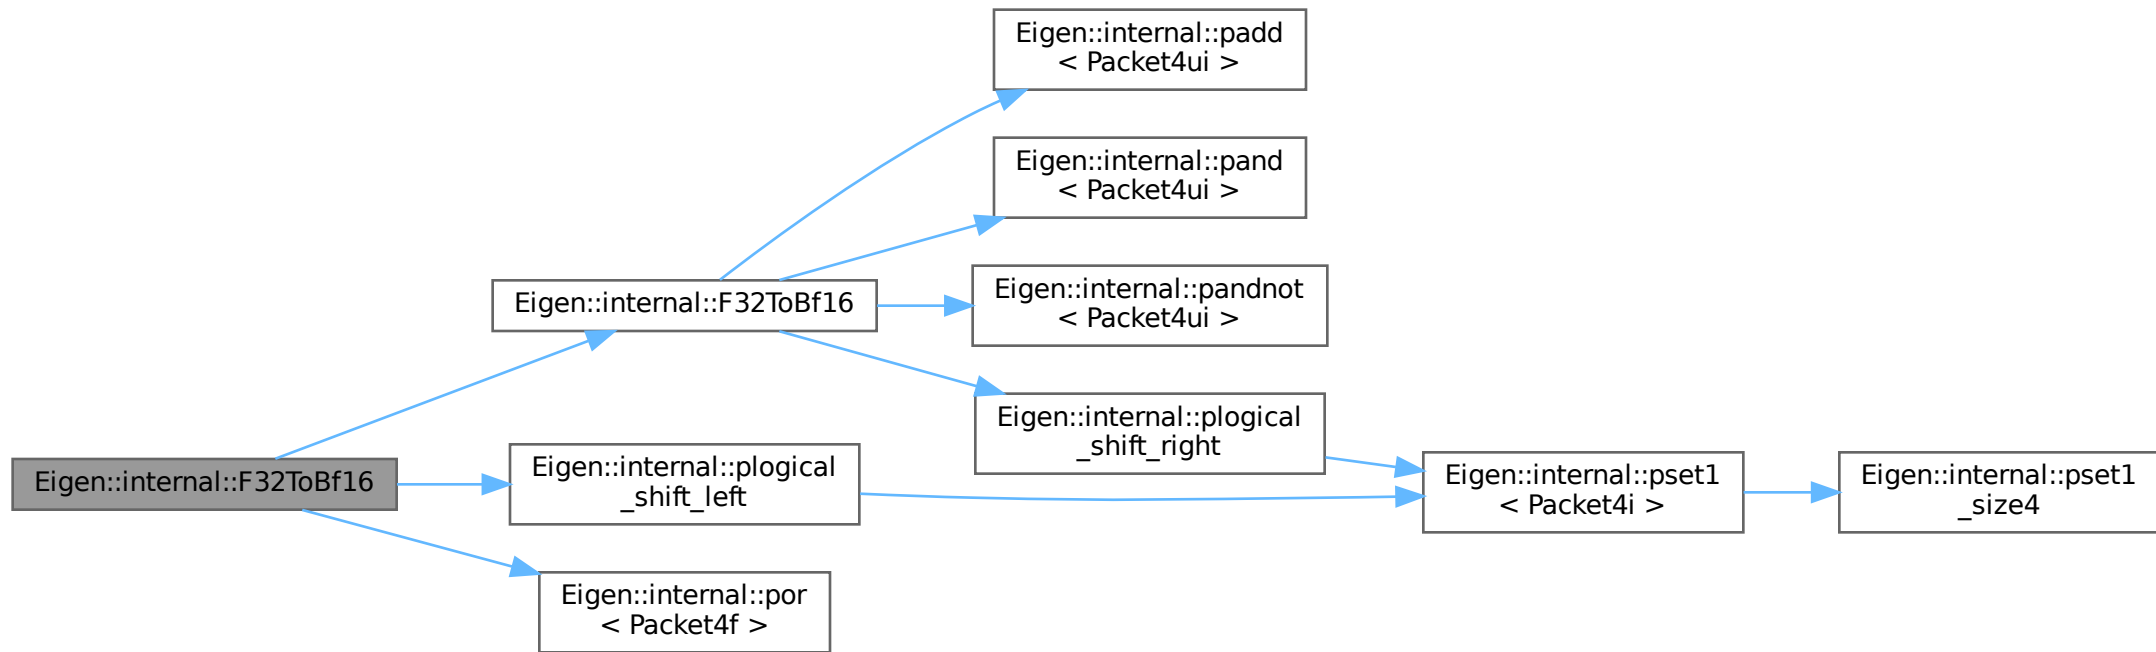 Eigen::internal::F32ToBf16
Eigen::internal::F32ToBf16
Eigen::internal::padd
< Packet4ui >
Eigen::internal::pand
< Packet4ui >
Eigen::internal::pandnot
< Packet4ui >
Eigen::internal::plogical
_shift_right
Eigen::internal::plogical
_shift_left
Eigen::internal::pset1
< Packet4i >
Eigen::internal::pset1
_size4
Eigen::internal::por
< Packet4f >